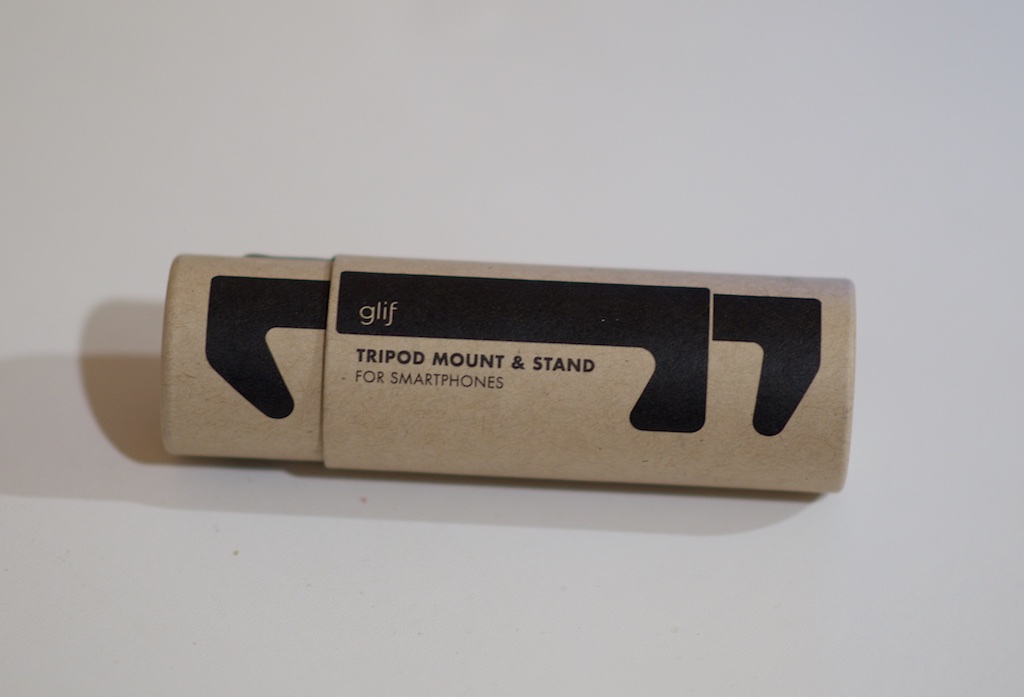 glif
TRIPOD MOUNT & STAND
FOR SMARTPHONES